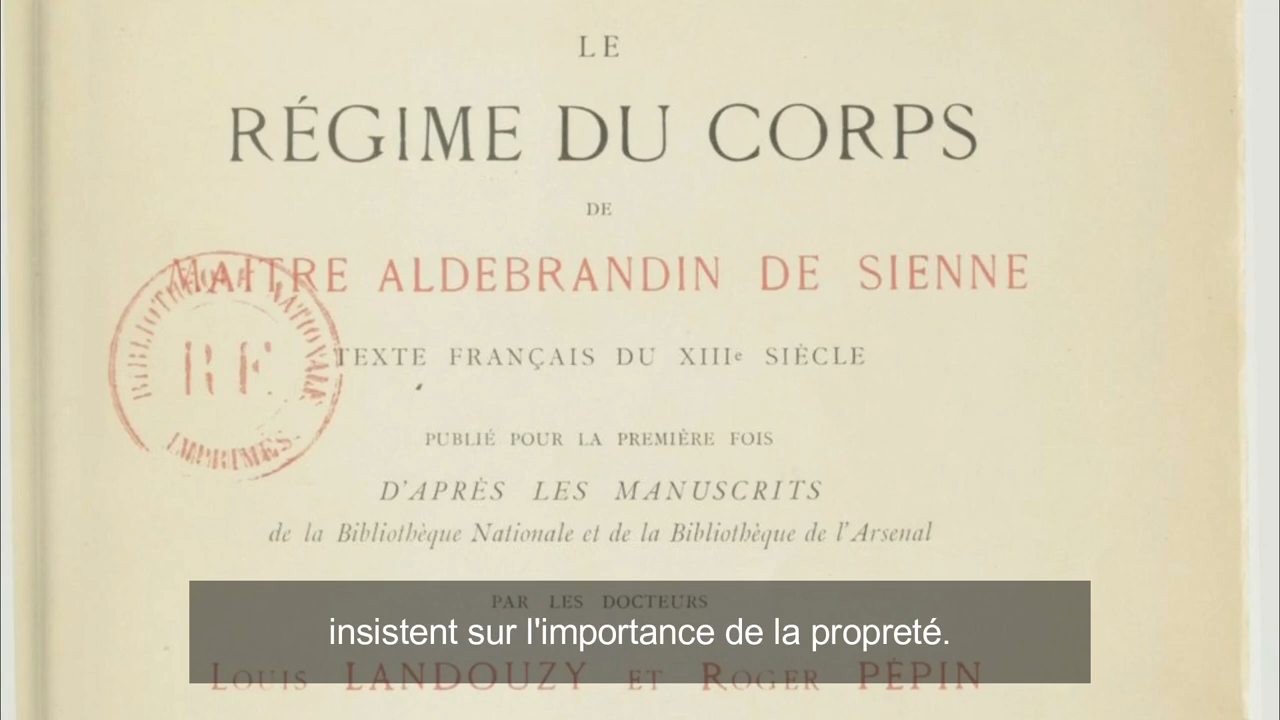 LE
RÉGIME DU CORPS
DE
MAITRE ALDEBRANDIN DE SIENNE
BIBLIOTHÈQUE NATIONALE
RF
IMPRIMÉS
TEXTE FRANÇAIS DU XIIIe SIÈCLE
PUBLIÉ POUR LA PREMIÈRE FOIS
D'APRÈS LES MANUSCRITS
de la Bibliothèque Nationale et de la Bibliothèque de l'Arsenal
PAR LES DOCTEURS
insistent sur l'importance de la propreté.
LOUIS LANDOUZY ET ROGER PÉPIN